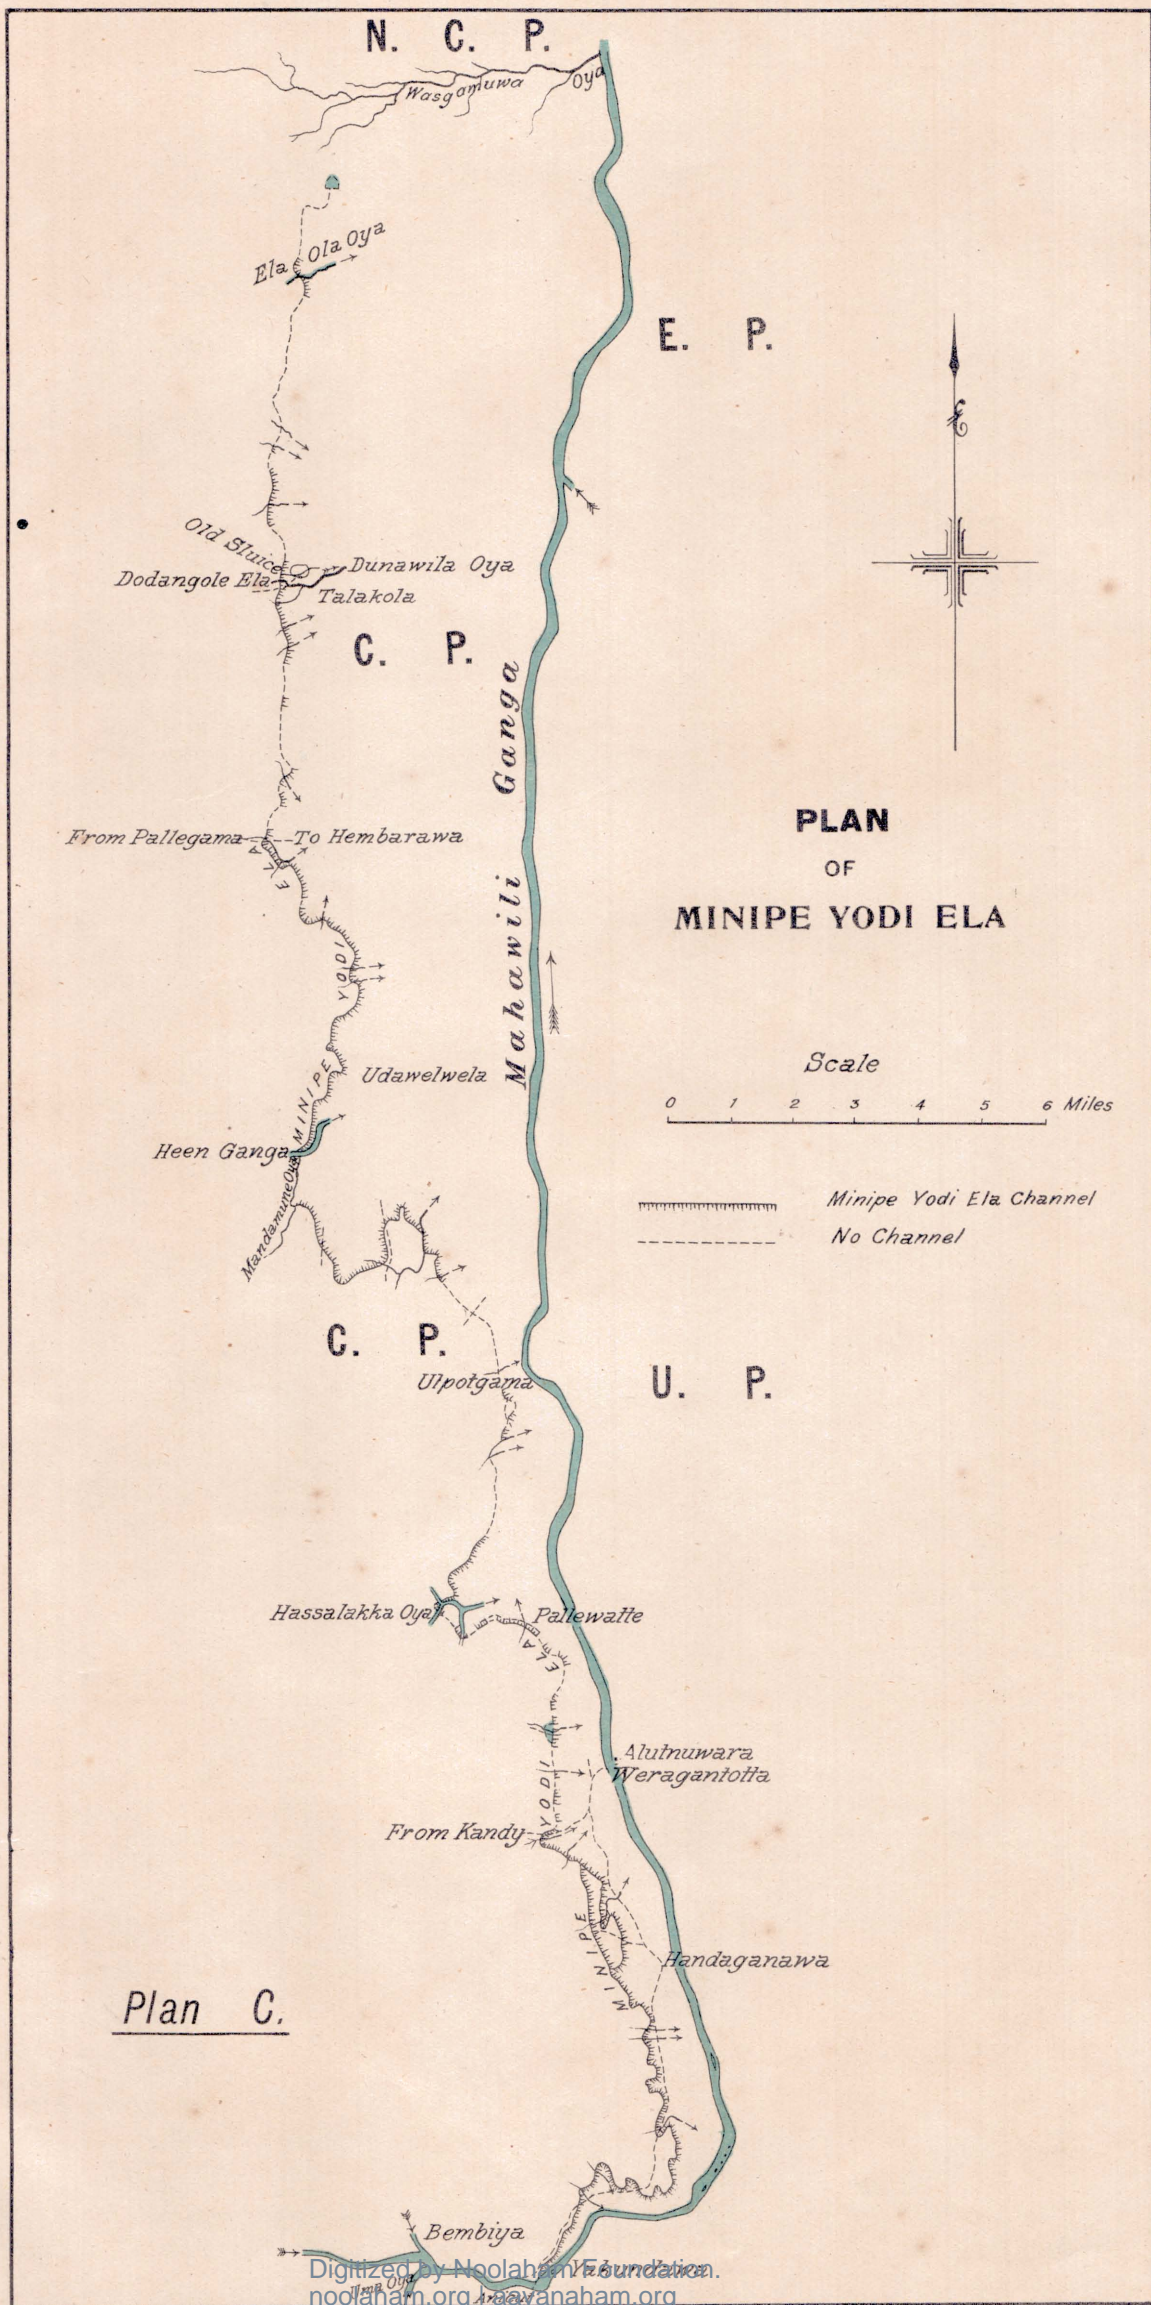 N. C. P.
Wasgamuwa Oya
Ela Ola Oya
E. P.
Old Sluice
Dunawila Oya
Dodangole Ela
Talakola
C. P.
Mahawili Ganga
PLAN
OF
MINIPE YODI ELA
From Pallegama
To Hembarawa
MINIPE YODI ELA
Scale
0 1 2 3 4 5 6 Miles
Udawelwela
Heen Ganga
Mandamune Oya
Minipe Yodi Ela Channel
No Channel
C. P.
Ulpotgama
U. P.
Hassalakka Oya
Pallewatte
MINIPE YODI ELA
Alutnuwara
Weragantotta
From Kandy
Handaganawa
Plan C.
Bembiya
Uma Oya
Digitized by Noolaham Foundation.
noolaham.org | aavanaham.org